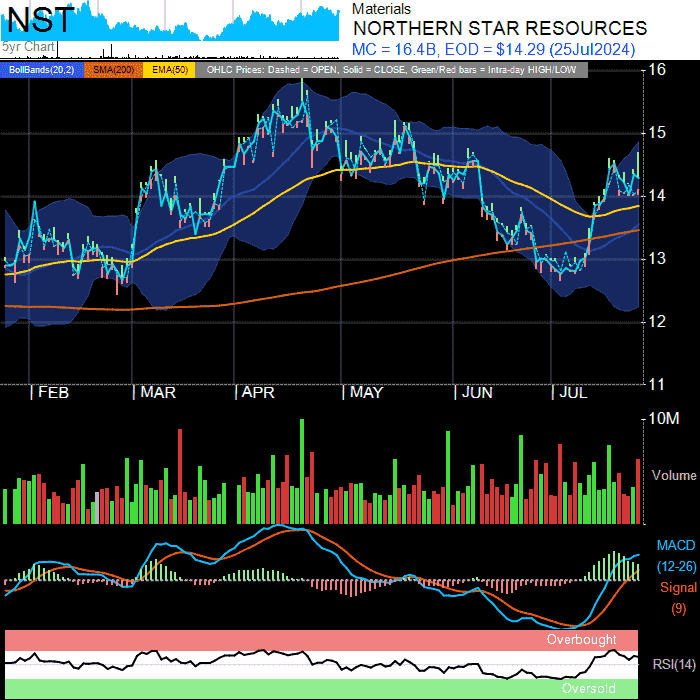 NST
5yr Chart
Materials
NORTHERN STAR RESOURCES
MC = 16.4B, EOD = $14.29 (25Jul2024)
BollBands(20,2) SMA(200) EMA(50) OHLC Prices: Dashed = OPEN, Solid = CLOSE, Green/Red bars = Intra-day HIGH/LOW
16
15
14
13
12
11
| FEB | MAR | APR | MAY | JUN | JUL
10M
Volume
MACD
(12-26)
Signal
(9)
Overbought
RSI(14)
Oversold